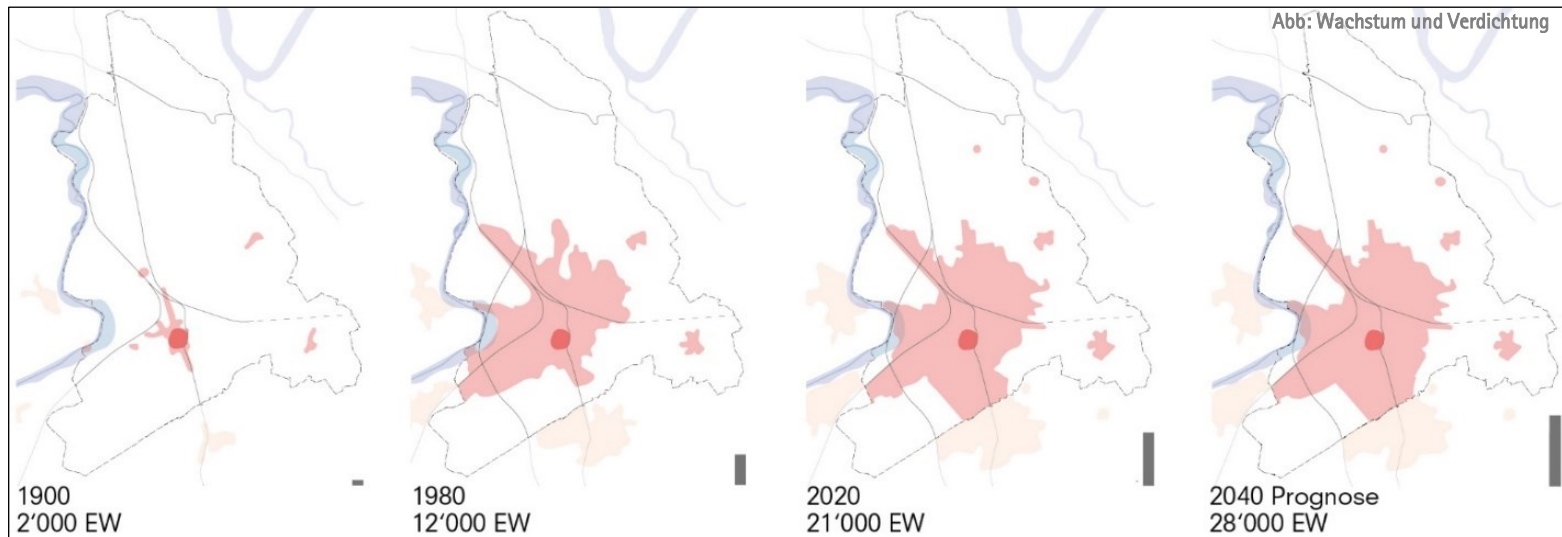 Abb: Wachstum und Verdichtung
1900
2‘000 EW
1980
12‘000 EW
2020
21‘000 EW
2040 Prognose
28‘000 EW